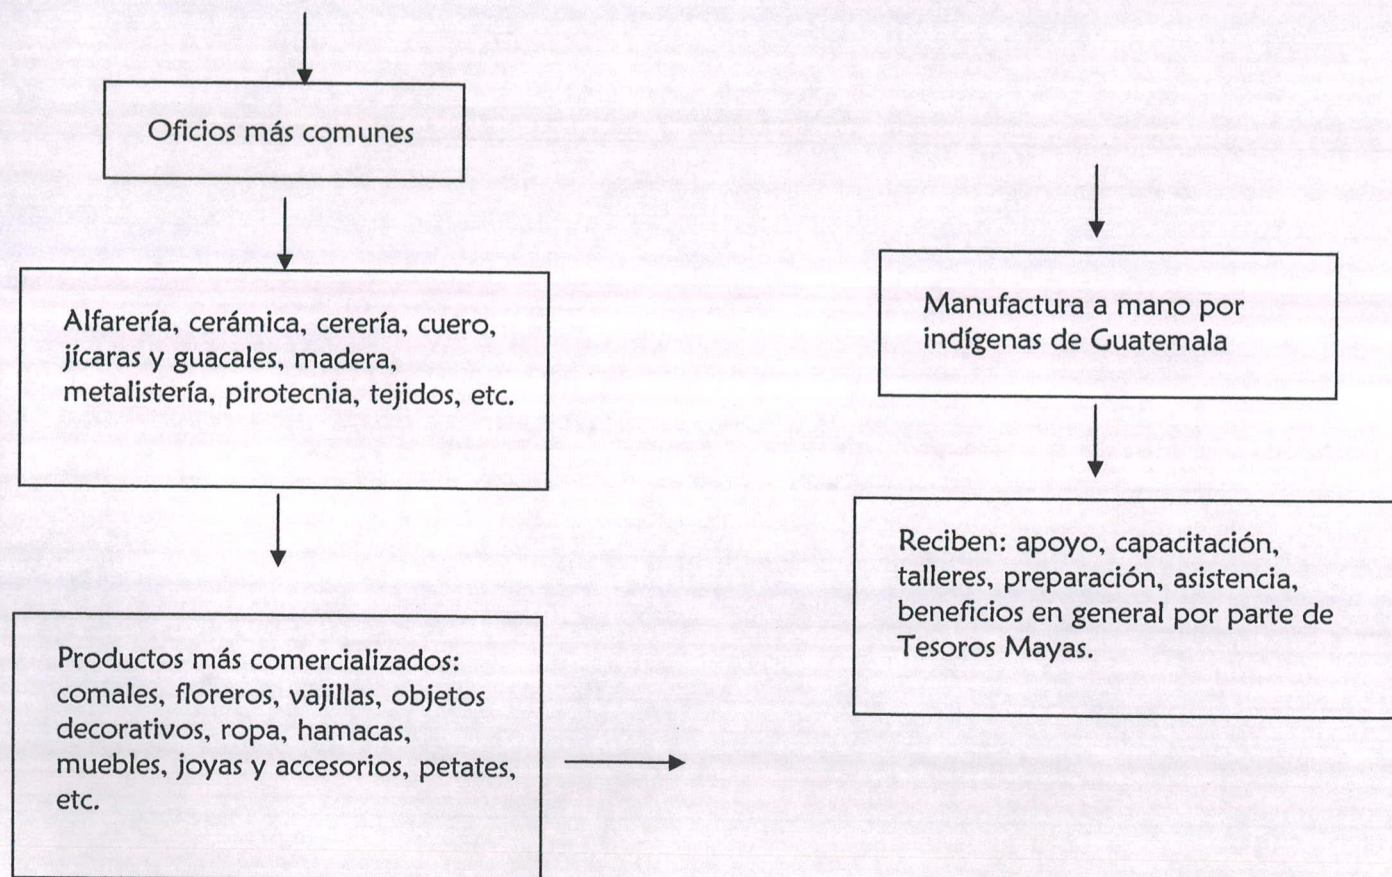 Oficios más comunes
Alfarería, cerámica, cerería, cuero,
jícaras y guacales, madera,
metalistería, pirotecnia, tejidos, etc.
Productos más comercializados:
comales, floreros, vajillas, objetos
decorativos, ropa, hamacas,
muebles, joyas y accesorios, petates,
etc.
Manufactura a mano por
indígenas de Guatemala
Reciben: apoyo, capacitación,
talleres, preparación, asistencia,
beneficios en general por parte de
Tesoros Mayas.